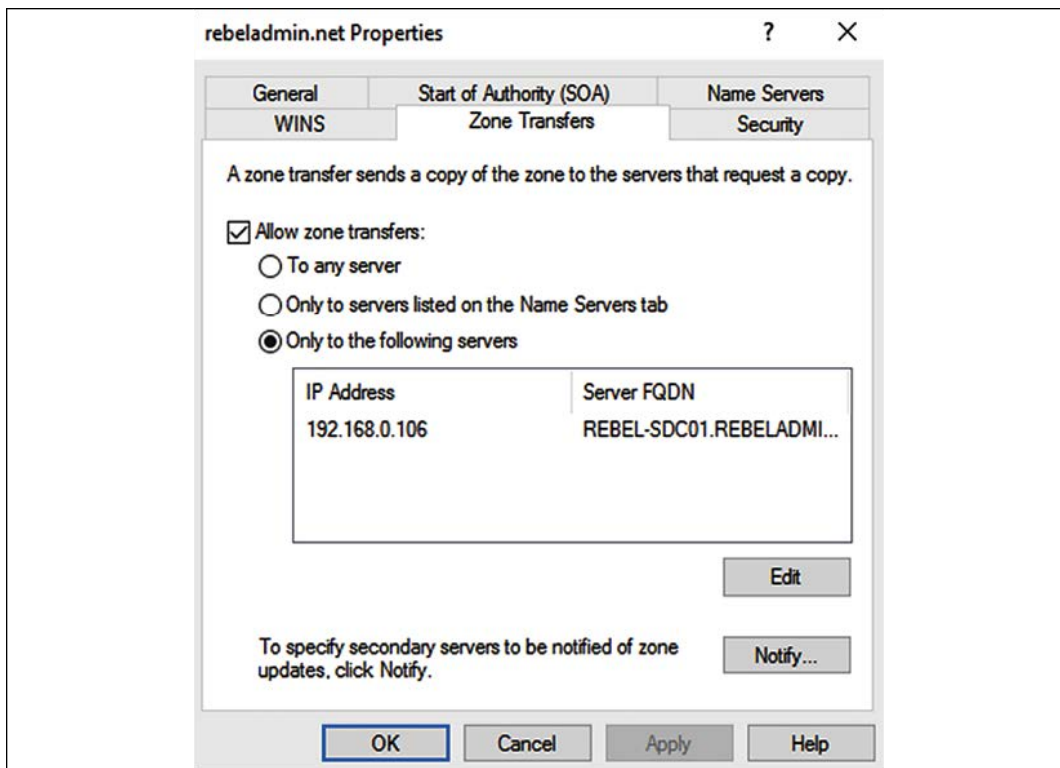 rebeladmin.net Properties ? X
General Start of Authority (SOA) Name Servers
WINS Zone Transfers Security
A zone transfer sends a copy of the zone to the servers that request a copy.
Allow zone transfers:
To any server
Only to servers listed on the Name Servers tab
Only to the following servers
IP Address Server FQDN
192.168.0.106 REBEL-SDC01.REBELADMI...
Edit
To specify secondary servers to be notified of zone
updates, click Notify.
Notify...
OK Cancel Apply Help